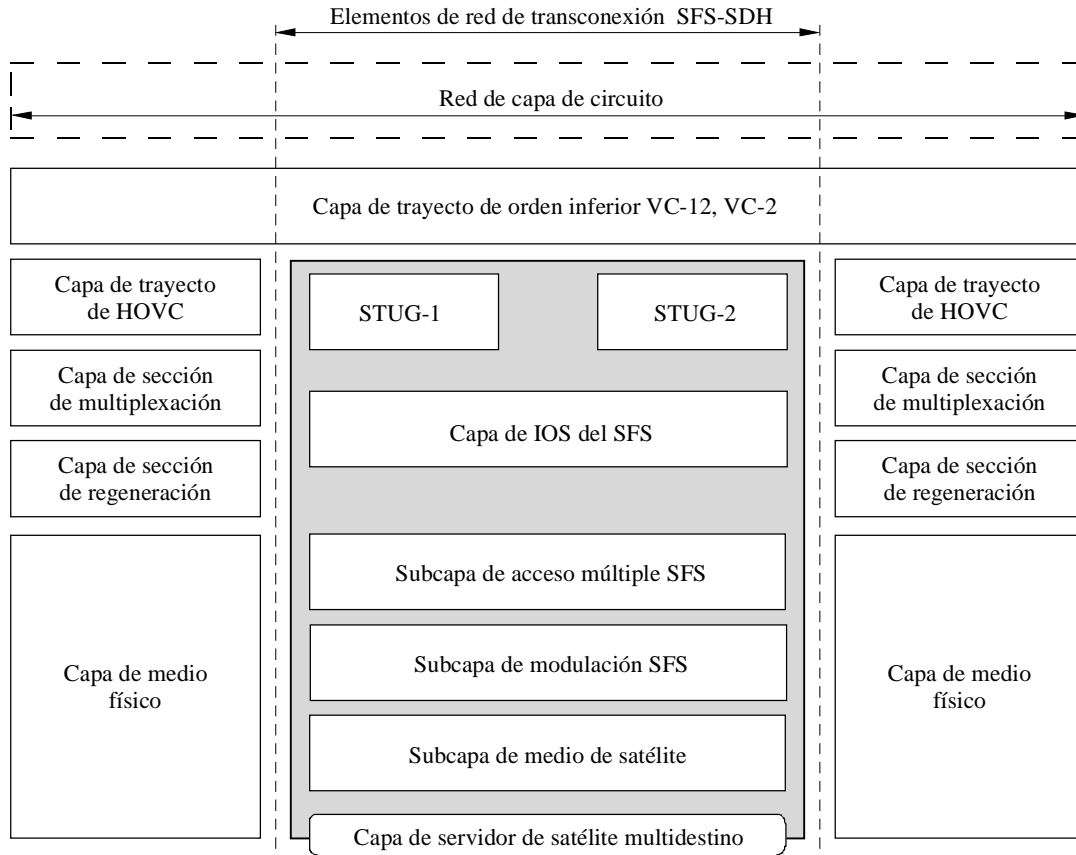 Elementos de red de transconexión SFS-SDH
Red de capa de circuito
Capa de trayecto de orden inferior VC-12, VC-2
Capa de trayecto
de HOVC
STUG-1
STUG-2
Capa de trayecto
de HOVC
Capa de sección
de multiplexación
Capa de IOS del SFS
Capa de sección
de multiplexación
Capa de sección
de regeneración
Capa de sección
de regeneración
Subcapa de acceso múltiple SFS
Capa de medio
físico
Subcapa de modulación SFS
Capa de medio
físico
Subcapa de medio de satélite
Capa de servidor de satélite multidestino